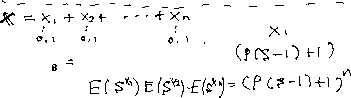 X = X₁ + X₂ + ⋯ + Xₙ
0,1 0,1 0,1
X₁
(P(S-1)+1)
=
E(S^{X₁}) E(S^{X₂})⋅E(S^{Xₙ}) = (P(S-1)+1)ⁿ